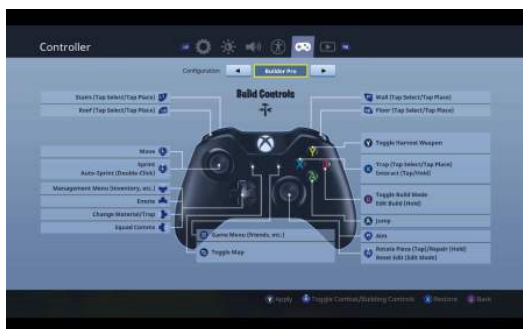 Controller
Configuration
Builder Pro
Build Controls
Stairs (Tap Select/Tap Place)
Roof (Tap Select/Tap Place)
Wall (Tap Select/Tap Place)
Floor (Tap Select/Tap Place)
Move
Sprint
Auto-Sprint (Double-Click)
Management Menu (Inventory, etc.)
Emote
Change Material/Trap
Squad Comms
Game Menu (friends, etc.)
Toggle Map
Toggle Harvest Weapon
Trap (Tap Select/Tap Place)
Interact (Tap/Hold)
Toggle Build Mode
Edit Build (Hold)
Jump
Aim
Rotate Piece (Tap)/Repair (Hold)
Reset Edit (Edit Mode)
Apply
Toggle Combat/Building Controls
Restore
Back